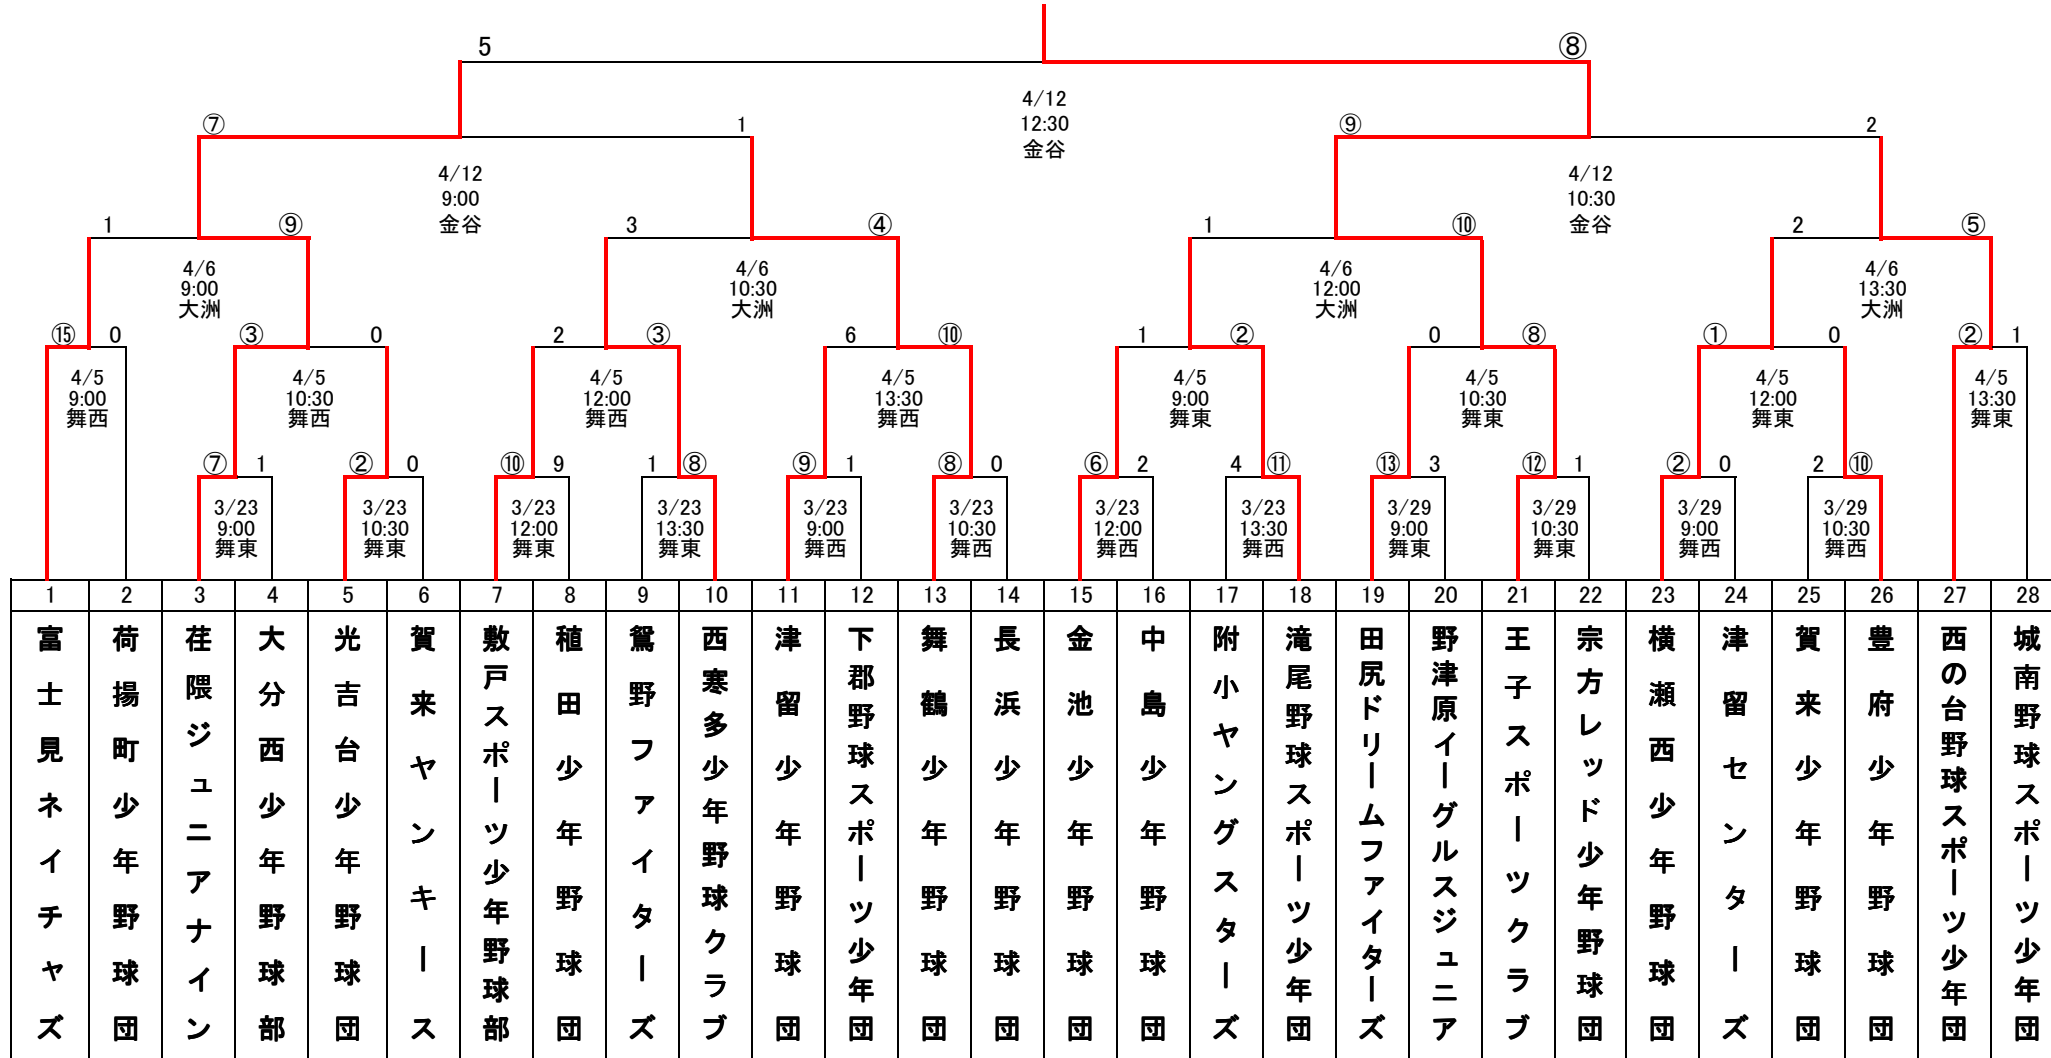 5 ⑧
4/12
12:30
金谷
⑦ 1 ⑨ 2
4/12 4/12
9:00 10:30
金谷 金谷
1 ⑨ 3 ④ 1 ⑩ 2 ⑤
4/6 4/6 4/6 4/6
9:00 10:30 12:00 13:30
大洲 大洲 大洲 大洲
⑮ 0 ③ 0 2 ③ 6 ⑩ 1 ② 0 ⑧ ① 0 ② 1
4/5 4/5 4/5 4/5 4/5 4/5 4/5 4/5
9:00 10:30 12:00 13:30 9:00 10:30 12:00 13:30
舞西 舞西 舞西 舞西 舞東 舞東 舞東 舞東
⑦ 1 ② 0 ⑩ 9 1 ⑧ ⑨ 1 ⑧ 0 ⑥ 2 4 ⑪ ⑬ 3 ⑫ 1 ② 0 2 ⑩
3/23 3/23 3/23 3/23 3/23 3/23 3/23 3/23 3/29 3/29 3/29 3/29
9:00 10:30 12:00 13:30 9:00 10:30 12:00 13:30 9:00 10:30 9:00 10:30
舞東 舞東 舞東 舞東 舞西 舞西 舞西 舞西 舞東 舞東 舞西 舞西
1 2 3 4 5 6 7 8 9 10 11 12 13 14 15 16 17 18 19 20 21 22 23 24 25 26 27 28
富士見ネイチャズ
荷揚町少年野球団
荏隈ジュニアナイン
大分西少年野球部
光吉台少年野球団
賀来ヤンキース
敷戸スポーツ少年野球部
稙田少年野球団
鴛野ファイターズ
西寒多少年野球クラブ
津留少年野球団
下郡野球スポーツ少年団
舞鶴少年野球団
長浜少年野球団
金池少年野球団
中島少年野球団
附小ヤングスターズ
滝尾野球スポーツ少年団
田尻ドリームファイターズ
野津原イーグルスジュニア
王子スポーツクラブ
宗方レッド少年野球団
横瀬西少年野球団
津留センターズ
賀来少年野球団
豊府少年野球団
西の台野球スポーツ少年団
城南野球スポーツ少年団